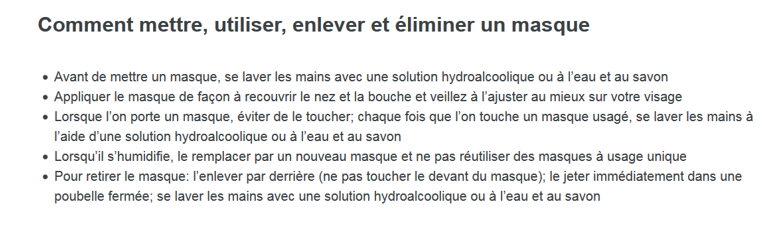 Comment mettre, utiliser, enlever et éliminer un masque
• Avant de mettre un masque, se laver les mains avec une solution hydroalcoolique ou à l’eau et au savon
• Appliquer le masque de façon à recouvrir le nez et la bouche et veillez à l’ajuster au mieux sur votre visage
• Lorsque l’on porte un masque, éviter de le toucher; chaque fois que l’on touche un masque usagé, se laver les mains à
l’aide d’une solution hydroalcoolique ou à l’eau et au savon
• Lorsqu’il s’humidifie, le remplacer par un nouveau masque et ne pas réutiliser des masques à usage unique
• Pour retirer le masque: l’enlever par derrière (ne pas toucher le devant du masque); le jeter immédiatement dans une
poubelle fermée; se laver les mains avec une solution hydroalcoolique ou à l’eau et au savon